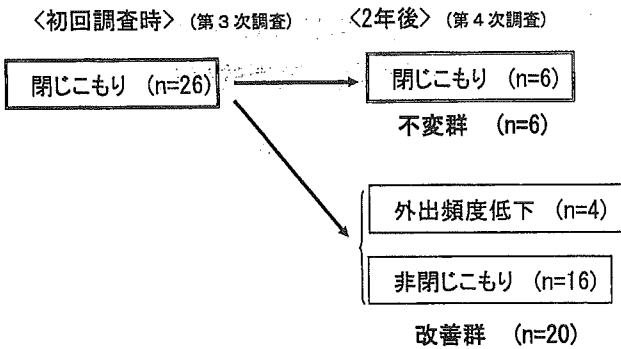 〈初回調査時〉（第３次調査） 〈2年後〉（第４次調査）
閉じこもり （n=26） 閉じこもり （n=6）
不変群 （n=6）
外出頻度低下 （n=4）
非閉じこもり （n=16）
改善群 （n=20）